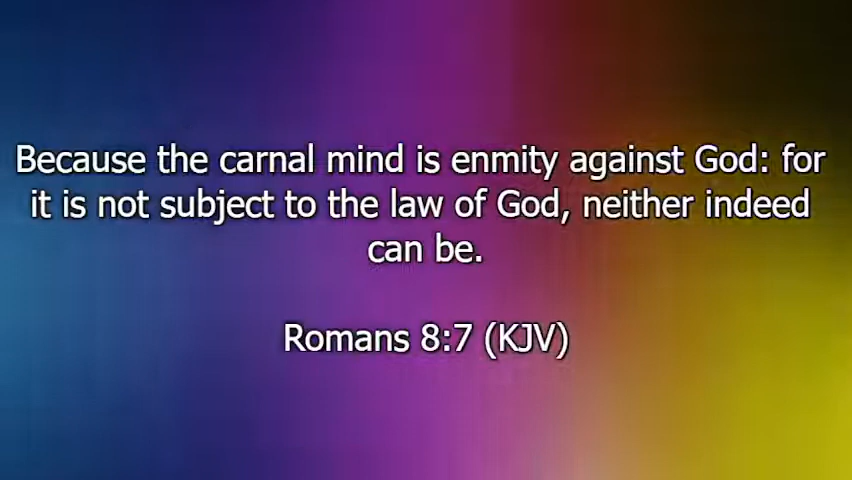 Because the carnal mind is enmity against God: for
it is not subject to the law of God, neither indeed
can be.
Romans 8:7 (KJV)